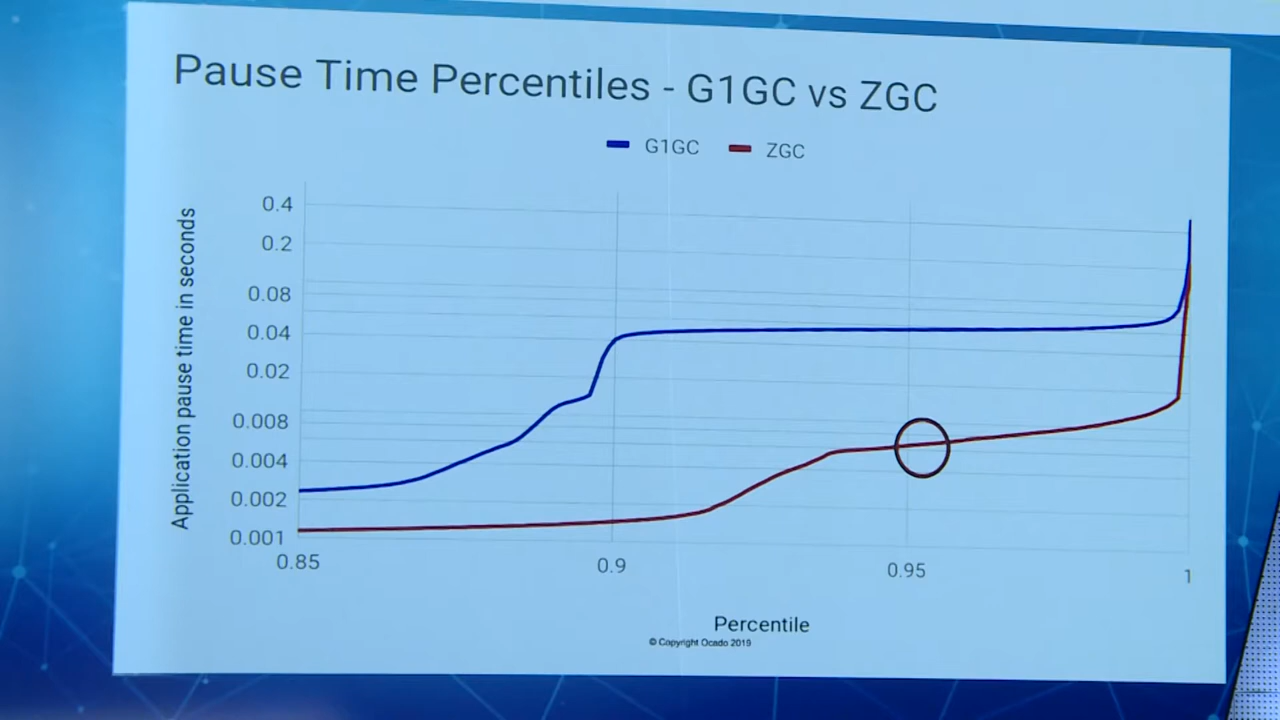 Pause Time Percentiles - G1GC vs ZGC
G1GC ZGC
Application pause time in seconds
0.4
0.2
0.08
0.04
0.02
0.008
0.004
0.002
0.001
0.85 0.9 0.95 1
Percentile
© Copyright Ocado 2019